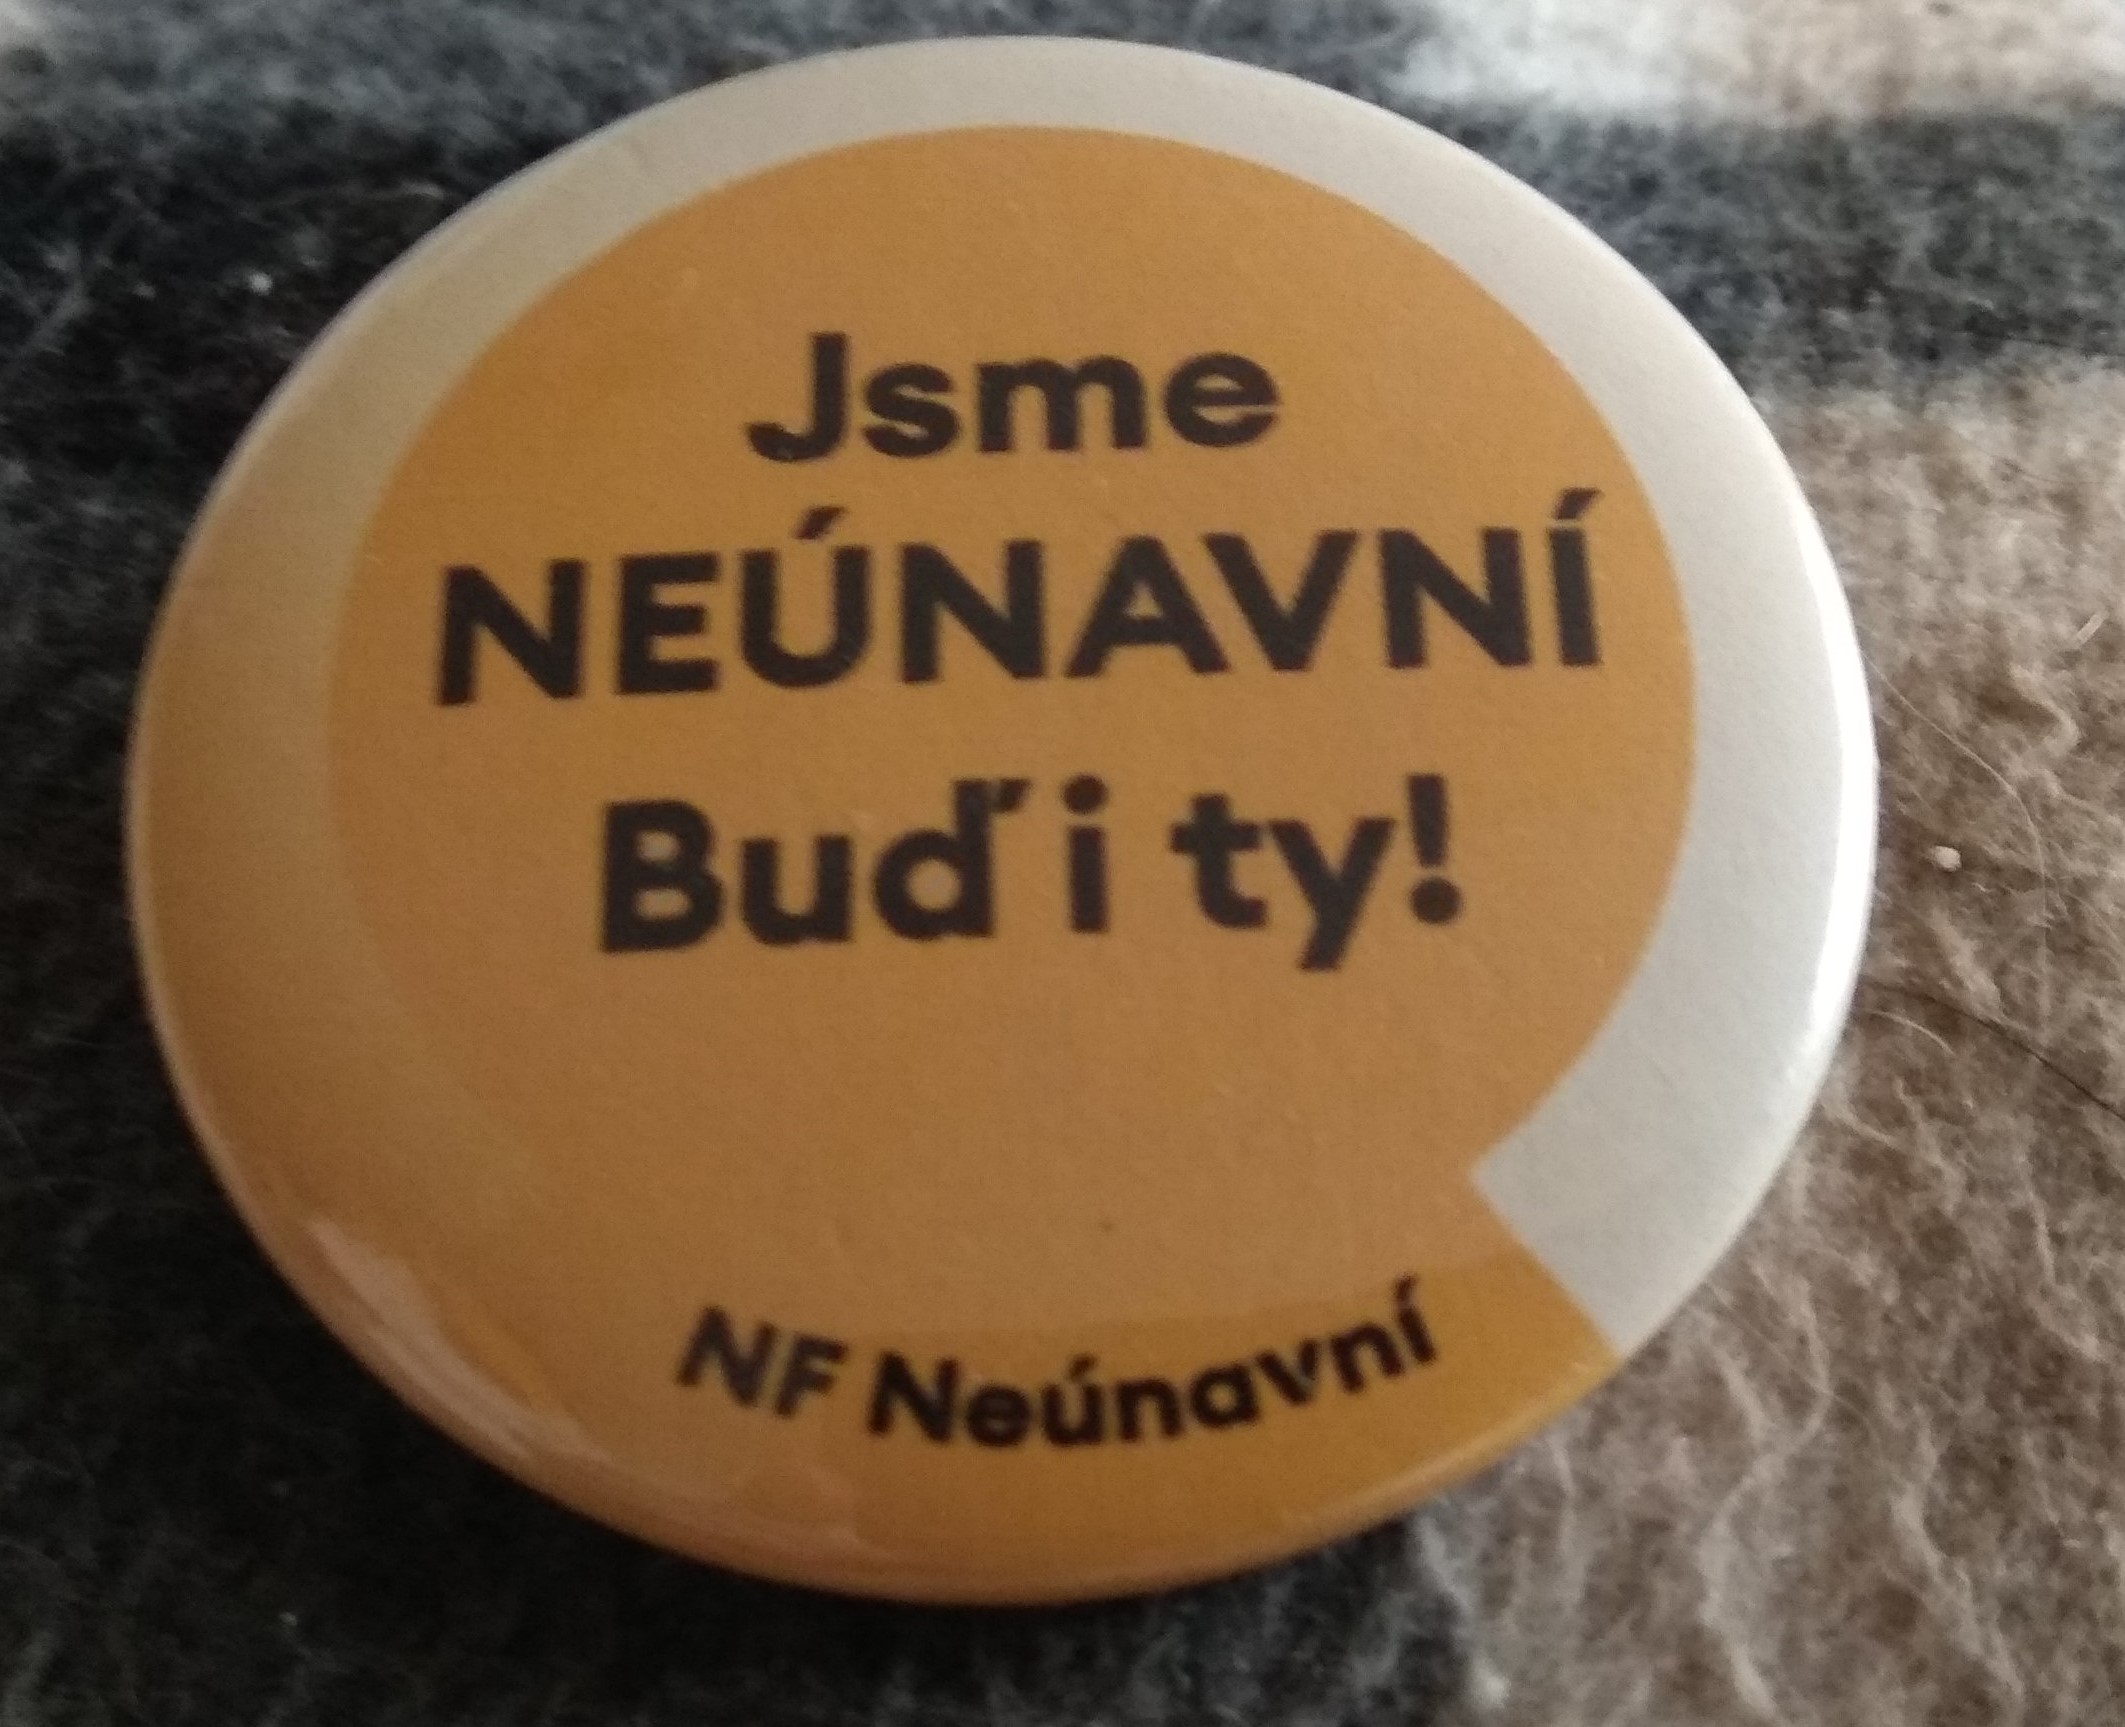 Jsme
NEÚNAVNÍ
Buď i ty!
NF Neúnavní